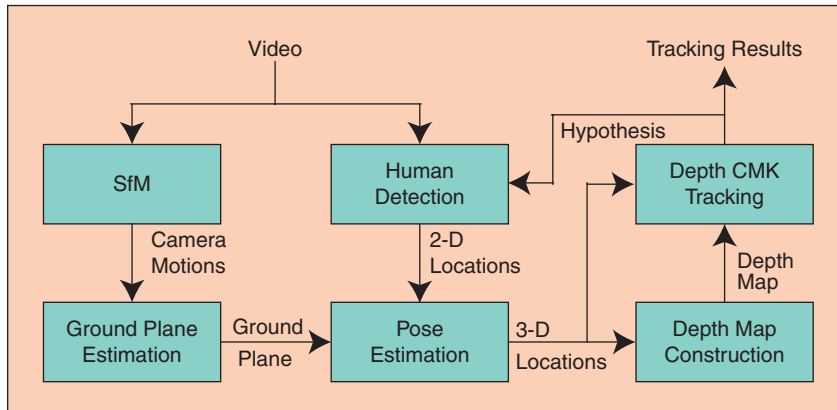 Video
Tracking Results
Hypothesis
SfM
Human
Detection
Depth CMK
Tracking
Camera
Motions
2-D
Locations
Depth
Map
Ground Plane
Estimation
Ground
Plane
Pose
Estimation
3-D
Locations
Depth Map
Construction